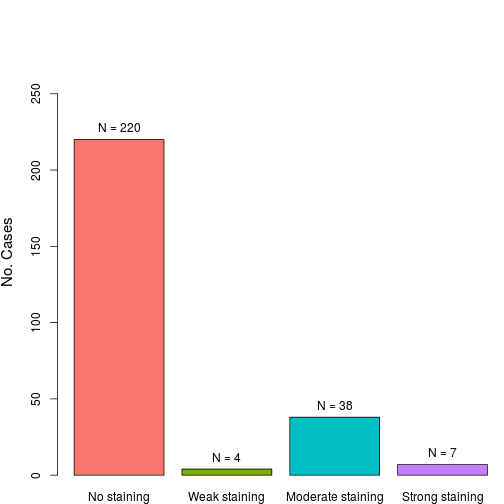 250
200
150
100
50
0
No. Cases
N = 220
N = 4
N = 38
N = 7
No staining
Weak staining
Moderate staining
Strong staining